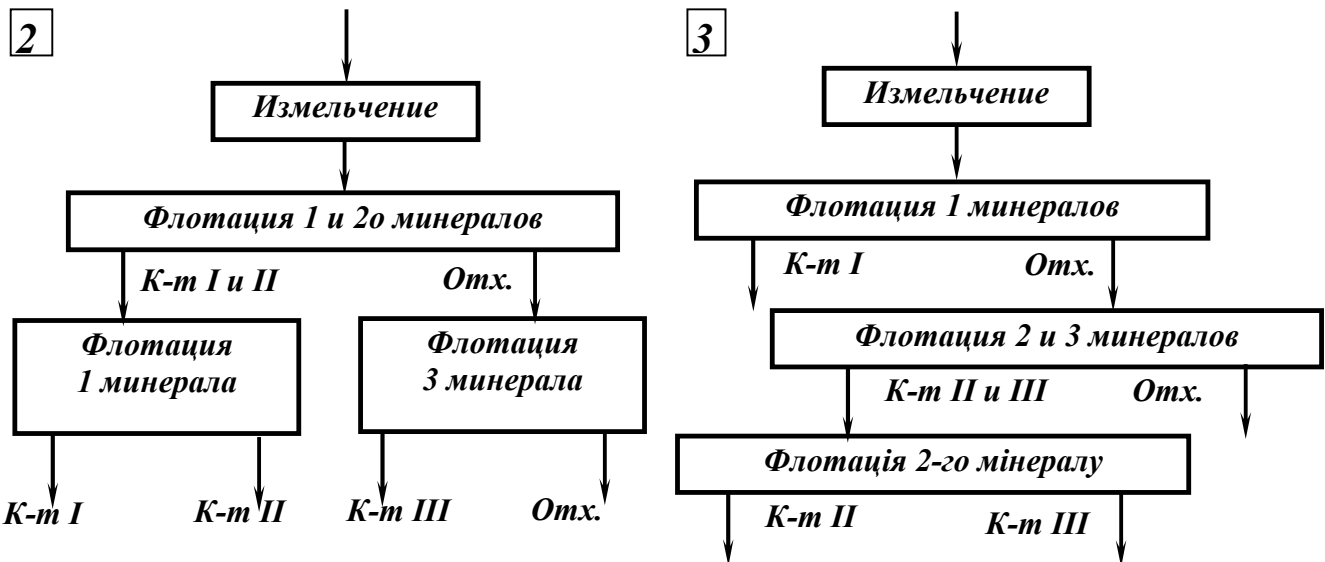 2
Измельчение
Флотация 1 и 2о минералов
К-т I и II
Отх.
Флотация
1 минерала
Флотация
3 минерала
К-т I
К-т II
К-т III
Отх.
3
Измельчение
Флотация 1 минералов
К-т I
Отх.
Флотация 2 и 3 минералов
К-т II и III
Отх.
Флотація 2-го мінералу
К-т II
К-т III